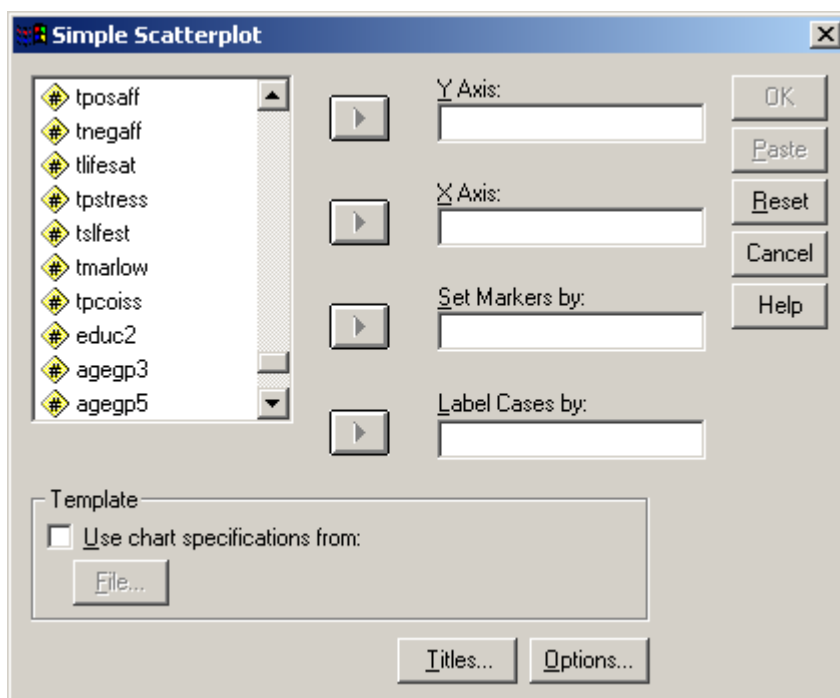 Simple Scatterplot
tposaff
tnegaff
tlifesat
tpstress
tslfest
tmarlow
tpcoiss
educ2
agegp3
agegp5
Y Axis:
X Axis:
Set Markers by:
Label Cases by:
OK
Paste
Reset
Cancel
Help
Template
Use chart specifications from:
File...
Titles...
Options...